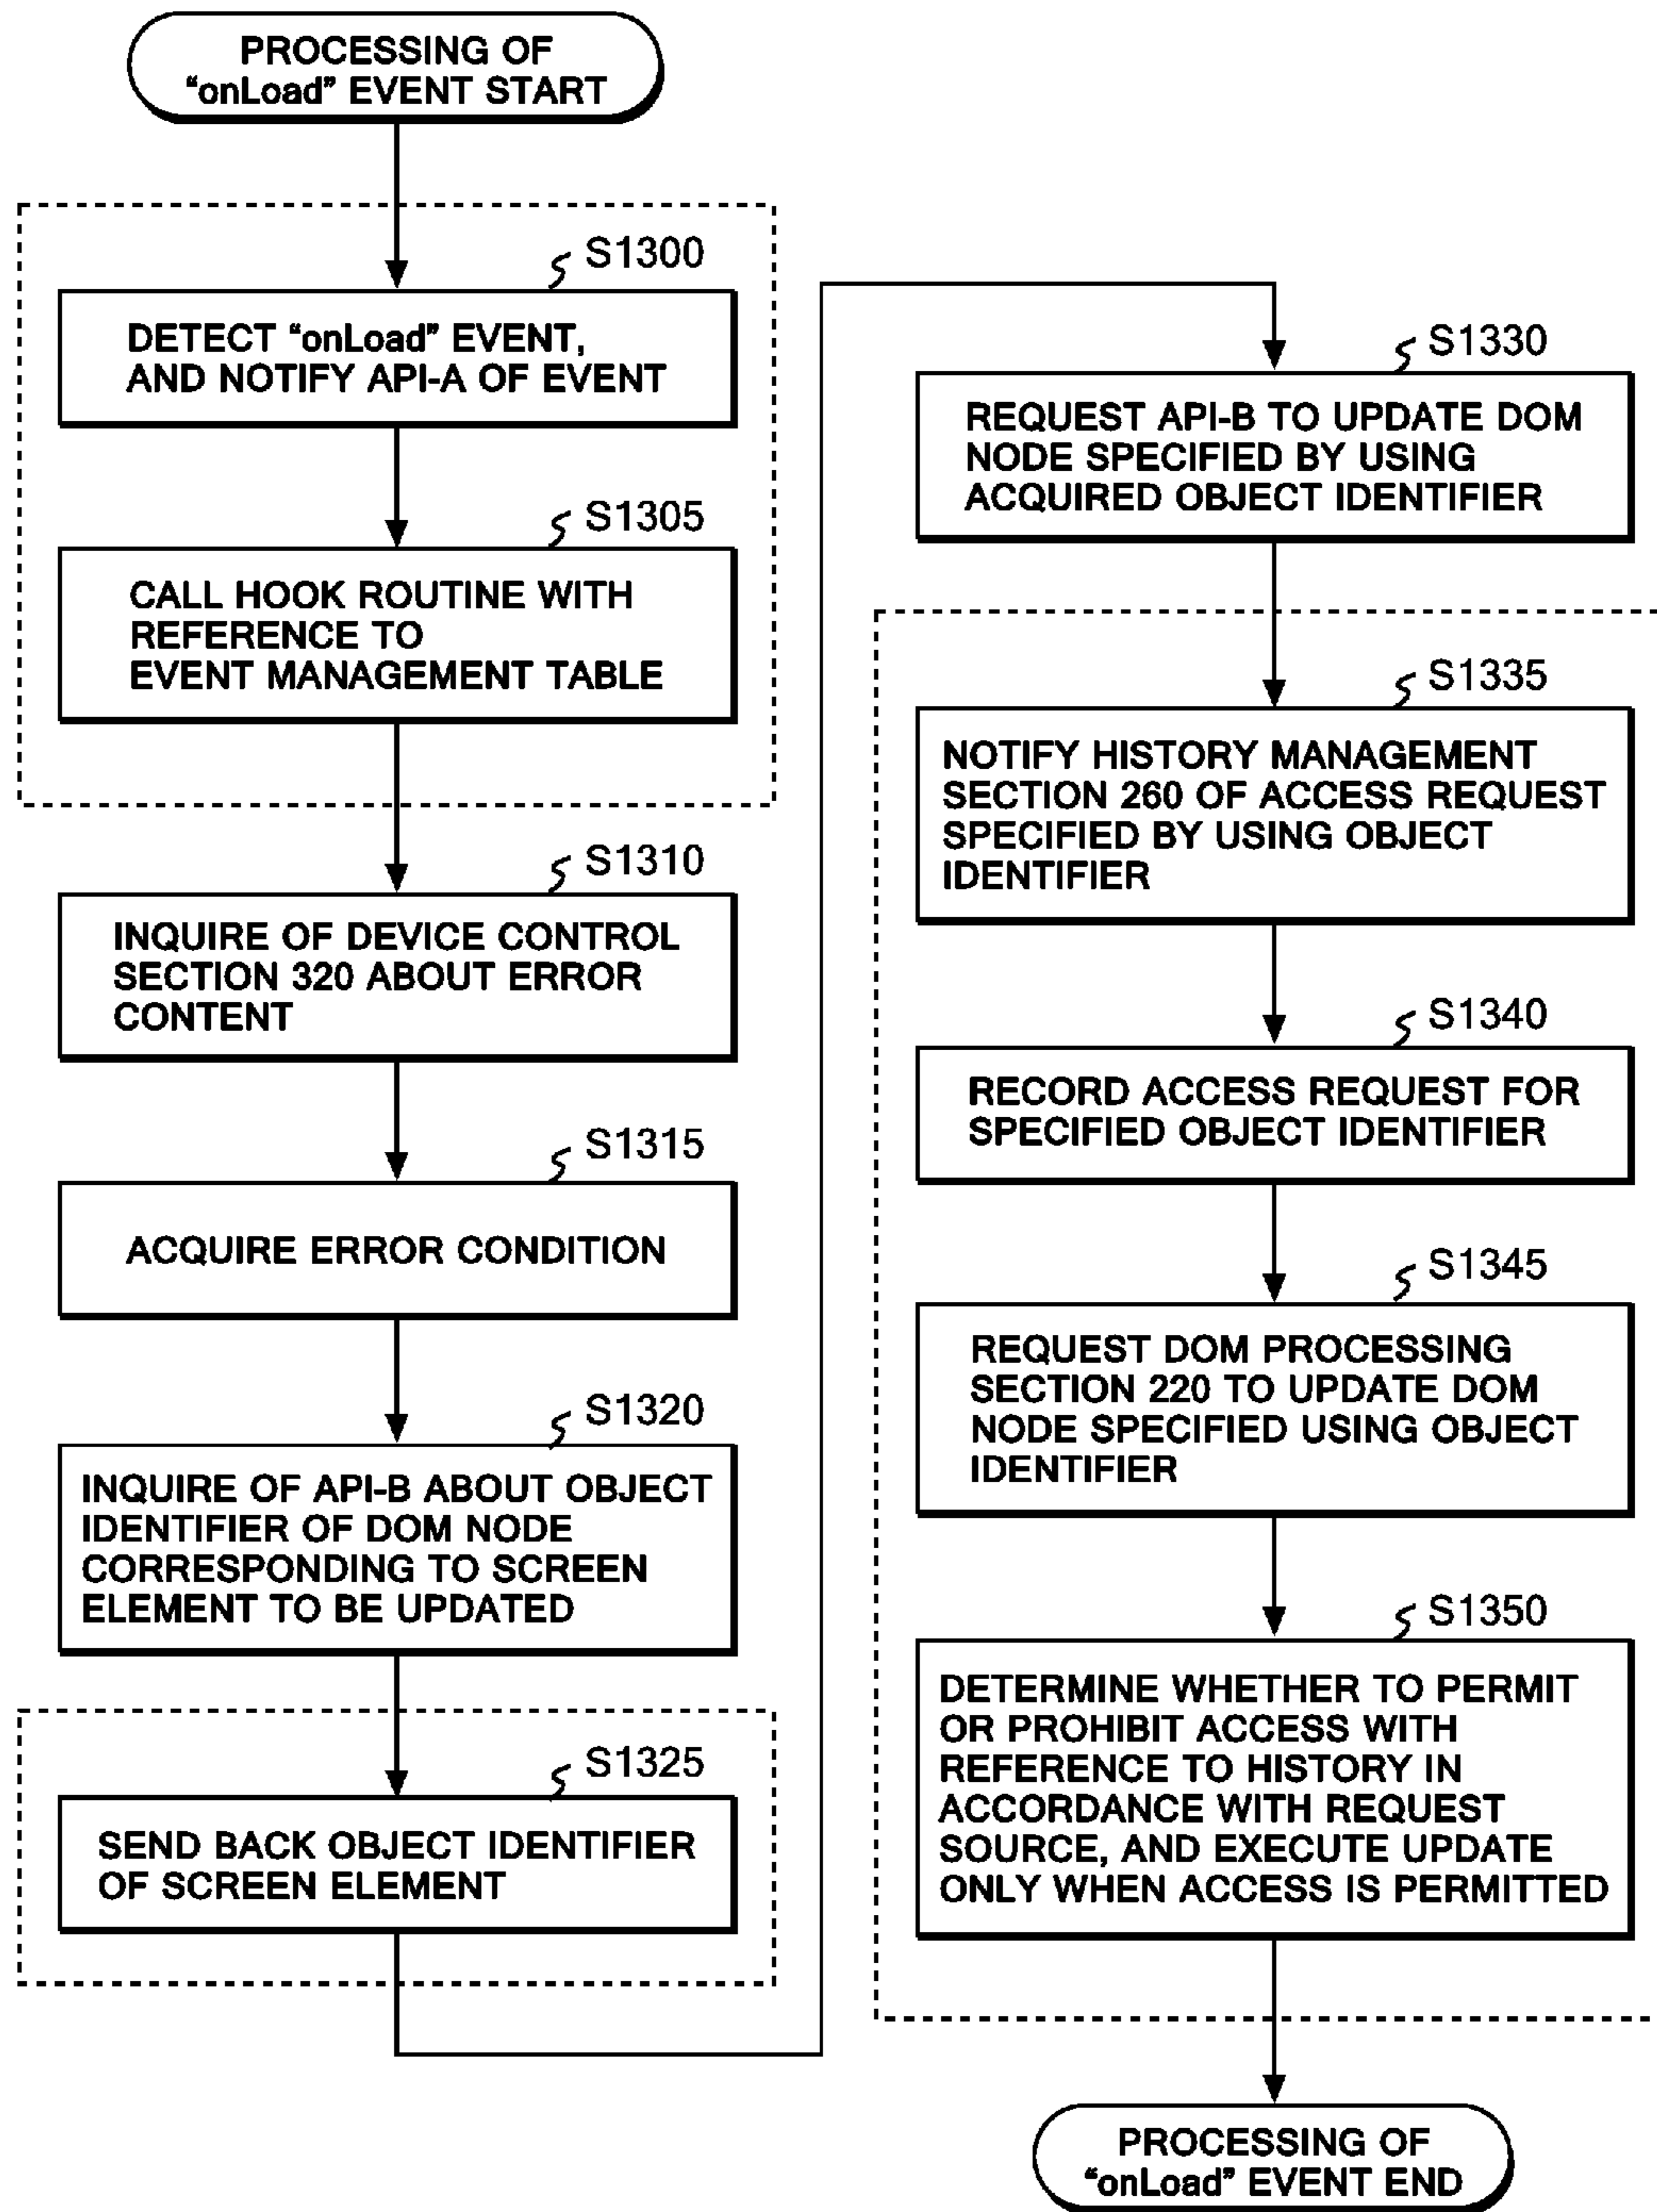 PROCESSING OF
“onLoad” EVENT START
S1300
DETECT “onLoad” EVENT,
AND NOTIFY API-A OF EVENT
S1305
CALL HOOK ROUTINE WITH
REFERENCE TO
EVENT MANAGEMENT TABLE
S1310
INQUIRE OF DEVICE CONTROL
SECTION 320 ABOUT ERROR
CONTENT
S1315
ACQUIRE ERROR CONDITION
S1320
INQUIRE OF API-B ABOUT OBJECT
IDENTIFIER OF DOM NODE
CORRESPONDING TO SCREEN
ELEMENT TO BE UPDATED
S1325
SEND BACK OBJECT IDENTIFIER
OF SCREEN ELEMENT
S1330
REQUEST API-B TO UPDATE DOM
NODE SPECIFIED BY USING
ACQUIRED OBJECT IDENTIFIER
S1335
NOTIFY HISTORY MANAGEMENT
SECTION 260 OF ACCESS REQUEST
SPECIFIED BY USING OBJECT
IDENTIFIER
S1340
RECORD ACCESS REQUEST FOR
SPECIFIED OBJECT IDENTIFIER
S1345
REQUEST DOM PROCESSING
SECTION 220 TO UPDATE DOM
NODE SPECIFIED USING OBJECT
IDENTIFIER
S1350
DETERMINE WHETHER TO PERMIT
OR PROHIBIT ACCESS WITH
REFERENCE TO HISTORY IN
ACCORDANCE WITH REQUEST
SOURCE, AND EXECUTE UPDATE
ONLY WHEN ACCESS IS PERMITTED
PROCESSING OF
“onLoad” EVENT END